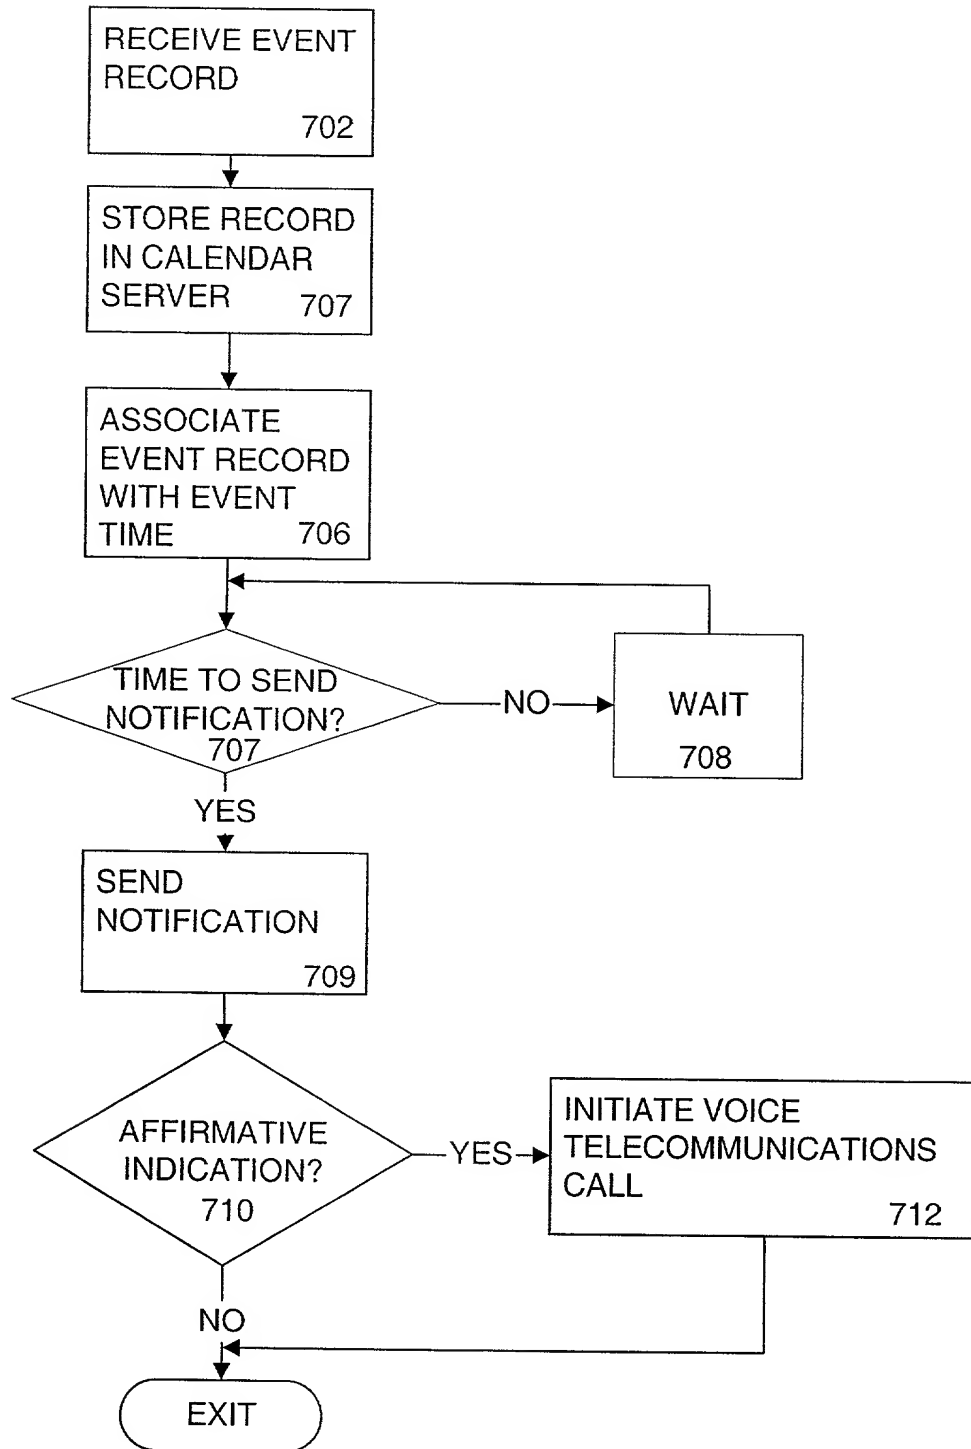 RECEIVE EVENT
RECORD
702
STORE RECORD
IN CALENDAR
SERVER 707
ASSOCIATE
EVENT RECORD
WITH EVENT
TIME 706
TIME TO SEND
NOTIFICATION?
707
NO
WAIT
708
YES
SEND
NOTIFICATION
709
AFFIRMATIVE
INDICATION?
710
YES
INITIATE VOICE
TELECOMMUNICATIONS
CALL
712
NO
EXIT